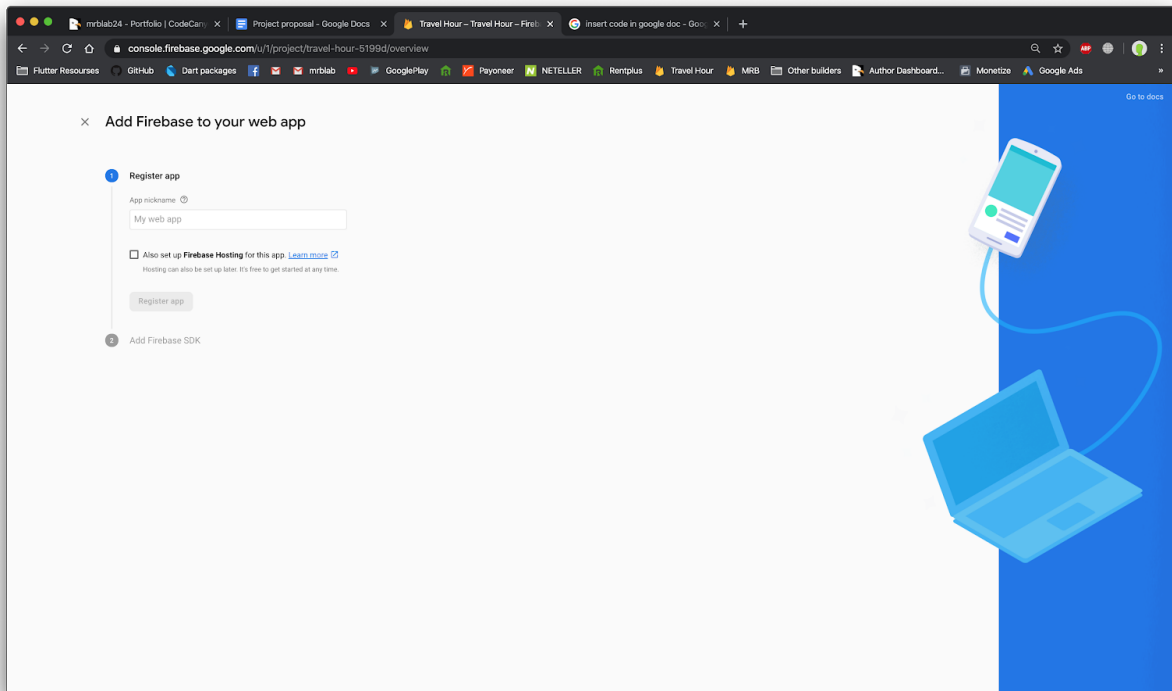 mrblab24 - Portfolio | CodeCany
Project proposal - Google Docs
Travel Hour – Travel Hour – Fireb
insert code in google doc - Goog
console.firebase.google.com/u/1/project/travel-hour-5199d/overview
ABP
Flutter Resourses GitHub Dart packages mrblab GooglePlay Payoneer NETELLER Rentplus Travel Hour MRB Other builders Author Dashboard... Monetize Google Ads »
Go to docs
Add Firebase to your web app
1 Register app
App nickname ?
My web app
Also set up Firebase Hosting for this app. Learn more
Hosting can also be set up later. It's free to get started at any time.
Register app
2 Add Firebase SDK